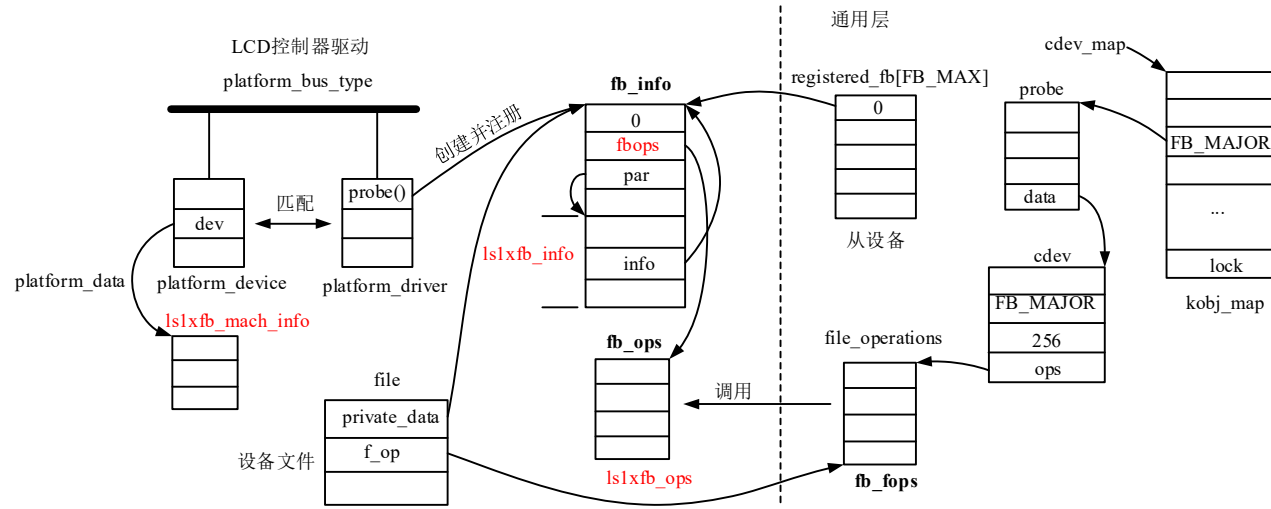 通用层
LCD控制器驱动
platform_bus_type
cdev_map
fb_info
registered_fb[FB_MAX]
probe
0
0
创建并注册
fbops
FB_MAJOR
par
probe()
匹配
data
...
dev
从设备
ls1xfb_info
info
cdev
lock
platform_data
platform_device
platform_driver
FB_MAJOR
kobj_map
ls1xfb_mach_info
fb_ops
file_operations
256
ops
file
调用
private_data
设备文件
f_op
ls1xfb_ops
fb_fops